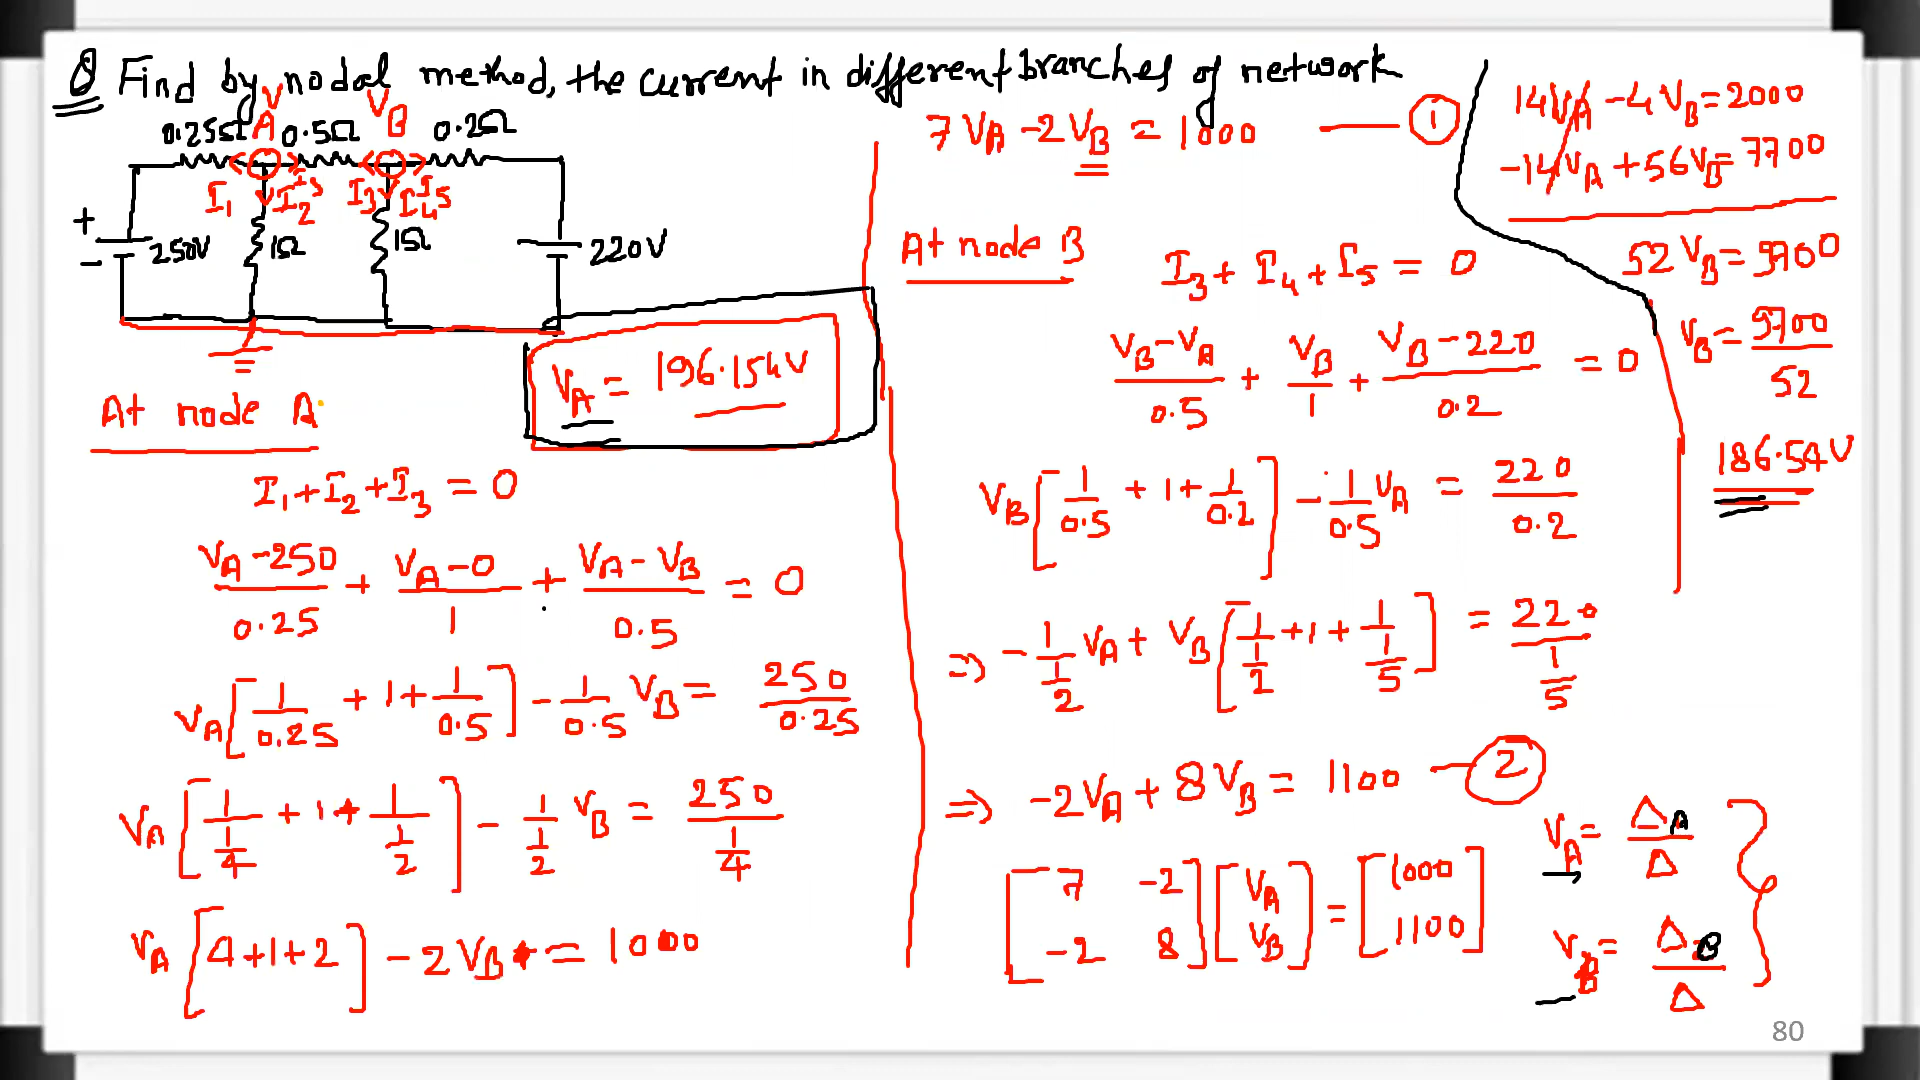 Q Find by nodal method, the current in different branches of network
V V
0.25Ω A 0.5Ω B 0.2Ω
I1 I2 I3 I3 I4 I5
+ - 250V 1Ω 1Ω 220V
VA = 196.154V
At node A
I1 + I2 + I3 = 0
(VA - 250)/0.25 + (VA - 0)/1 + (VA - VB)/0.5 = 0
VA[1/0.25 + 1 + 1/0.5] - 1/0.5 VB = 250/0.25
VA[1/(1/4) + 1 + 1/(1/2)] - 1/(1/2) VB = 250/(1/4)
VA[4+1+2] - 2VB = 1000
7VA - 2VB = 1000 — 1
At node B
I3 + I4 + I5 = 0
(VB - VA)/0.5 + VB/1 + (VB - 220)/0.2 = 0
VB[1/0.5 + 1 + 1/0.2] - 1/0.5 VA = 220/0.2
⇒ -1/(1/2) VA + VB[1/(1/2) + 1 + 1/(1/5)] = 220/(1/5)
⇒ -2VA + 8VB = 1100 — 2
[7 -2] [VA] = [1000]
[-2 8] [VB] [1100]
VA = ΔA/Δ
VB = ΔB/Δ
14VA - 4VB = 2000
-14VA + 56VB = 7700
52VB = 9700
VB = 9700/52
186.54V
80